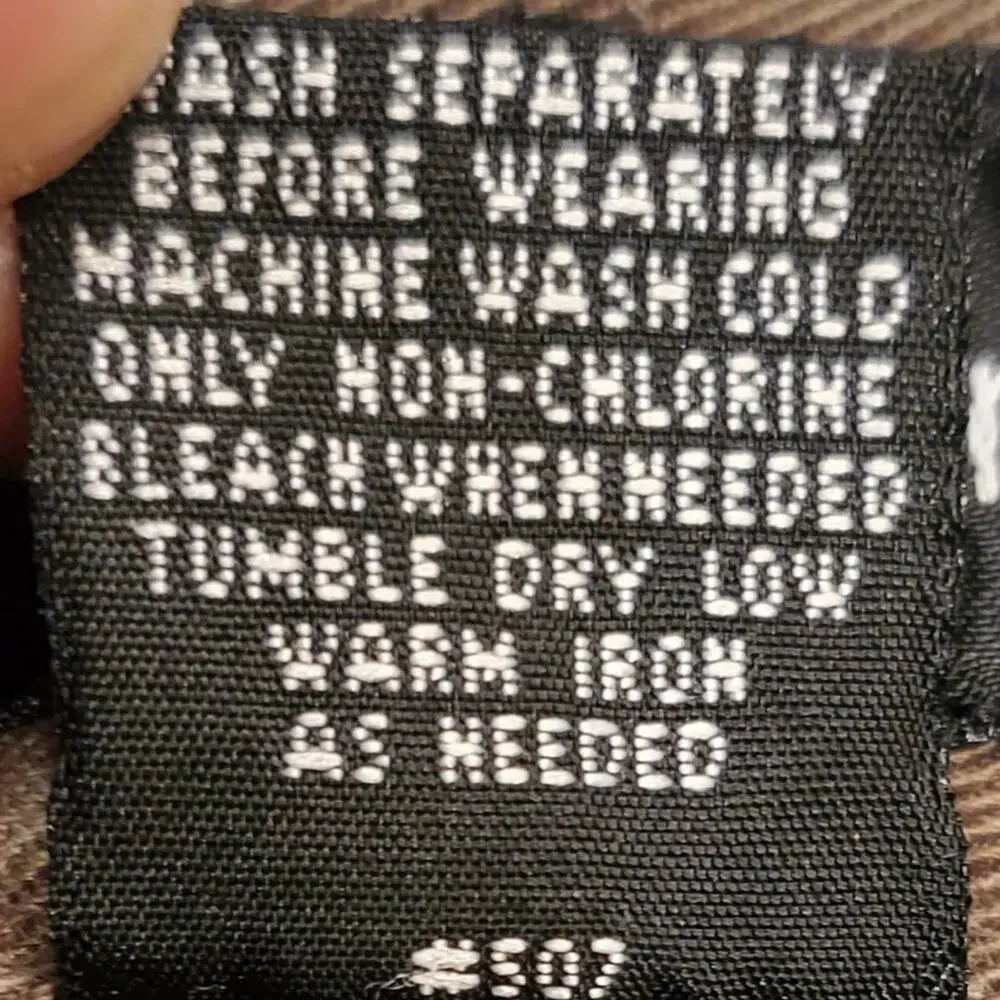 WASH SEPARATELY
BEFORE WEARING
MACHINE WASH COLD
ONLY NON-CHLORINE
BLEACH WHEN NEEDED
TUMBLE DRY LOW
WARM IRON
AS NEEDED
#507